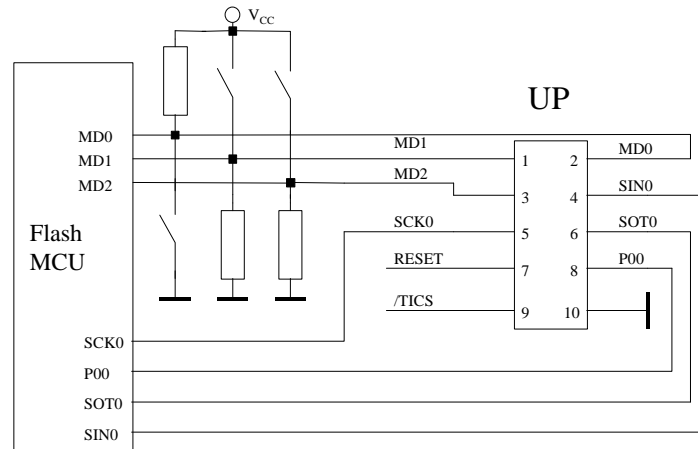 V_CC
UP
MD0
MD1
MD2
Flash
MCU
SCK0
P00
SOT0
SIN0
MD1
MD2
SCK0
RESET
/TICS
1 2
3 4
5 6
7 8
9 10
MD0
SIN0
SOT0
P00